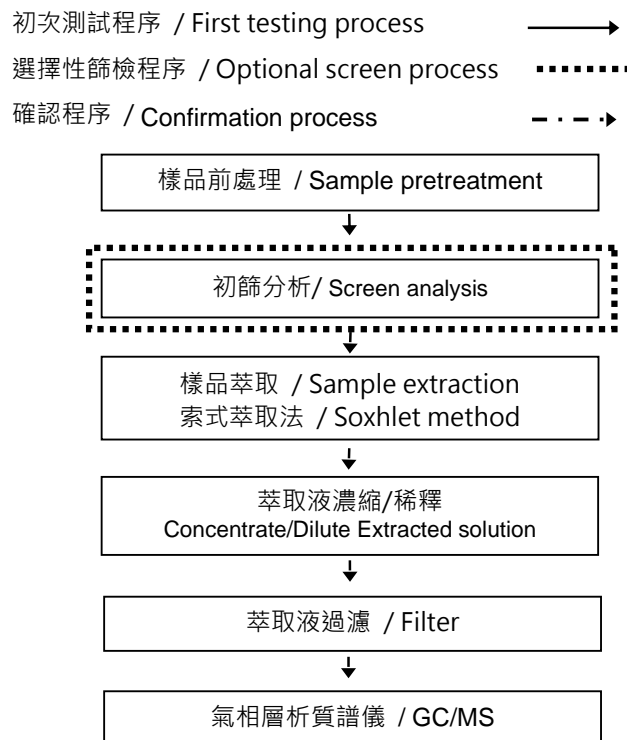 初次測試程序 / First testing process
選擇性篩檢程序 / Optional screen process
確認程序 / Confirmation process
樣品前處理 / Sample pretreatment
初篩分析/ Screen analysis
樣品萃取 / Sample extraction
索式萃取法 / Soxhlet method
萃取液濃縮/稀釋
Concentrate/Dilute Extracted solution
萃取液過濾 / Filter
氣相層析質譜儀 / GC/MS